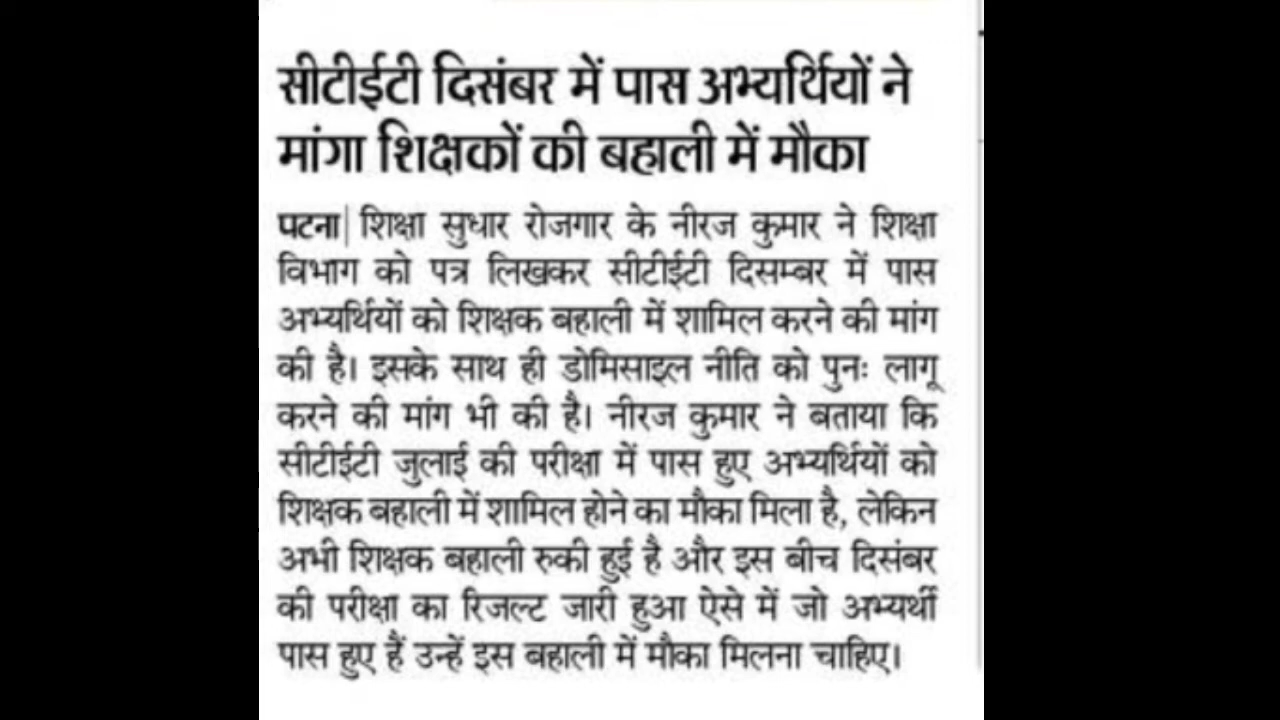 सीटीईटी दिसंबर में पास अभ्यर्थियों ने
मांगा शिक्षकों की बहाली में मौका
पटना| शिक्षा सुधार रोजगार के नीरज कुमार ने शिक्षा
विभाग को पत्र लिखकर सीटीईटी दिसम्बर में पास
अभ्यर्थियों को शिक्षक बहाली में शामिल करने की मांग
की है। इसके साथ ही डोमिसाइल नीति को पुनः लागू
करने की मांग भी की है। नीरज कुमार ने बताया कि
सीटीईटी जुलाई की परीक्षा में पास हुए अभ्यर्थियों को
शिक्षक बहाली में शामिल होने का मौका मिला है, लेकिन
अभी शिक्षक बहाली रुकी हुई है और इस बीच दिसंबर
की परीक्षा का रिजल्ट जारी हुआ ऐसे में जो अभ्यर्थी
पास हुए हैं उन्हें इस बहाली में मौका मिलना चाहिए।